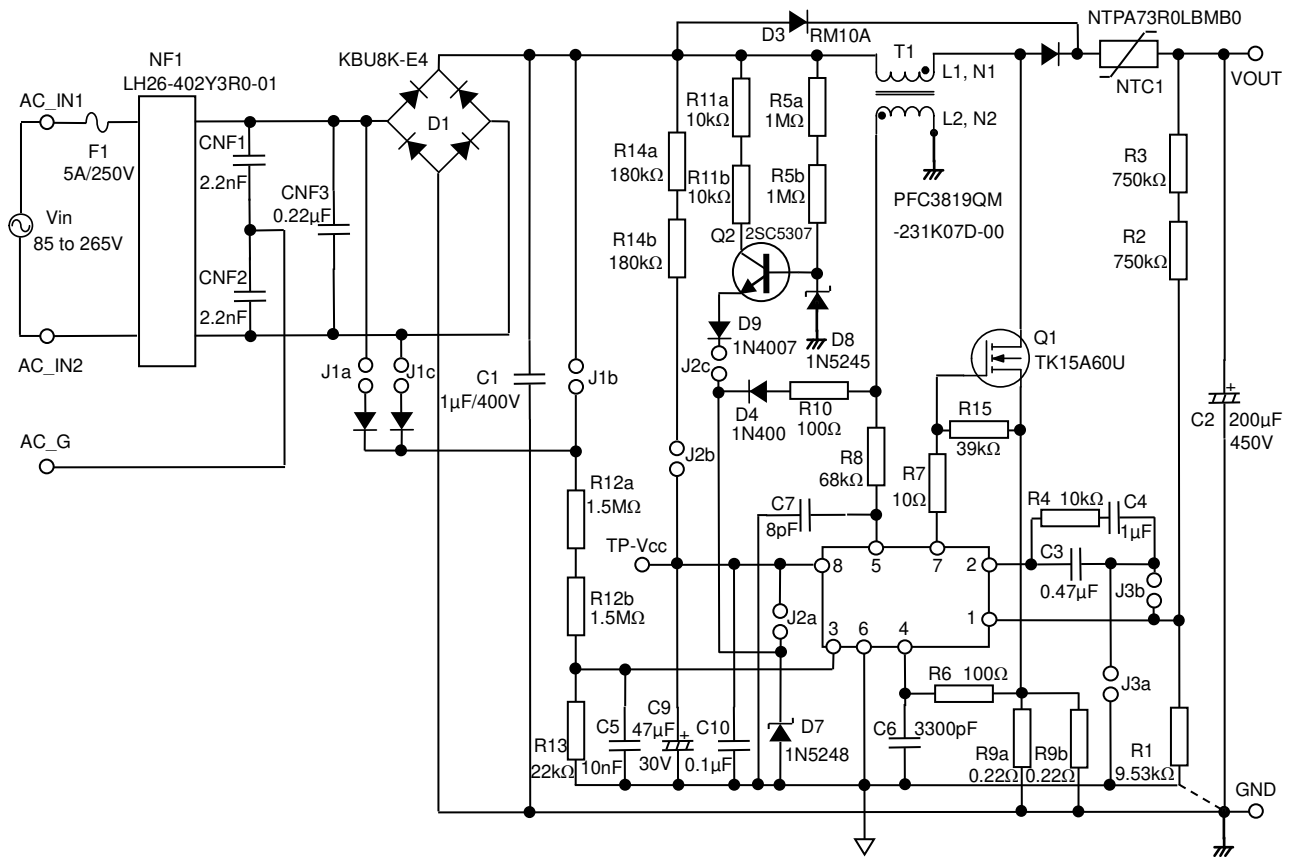 NTPA73R0LBMB0
D3
RM10A
NF1
LH26-402Y3R0-01
KBU8K-E4
T1
L1, N1
NTC1
VOUT
AC_IN1
F1
5A/250V
CNF1
2.2nF
CNF3
0.22µF
D1
R14a
180kΩ
R11a
10kΩ
R5a
1MΩ
L2, N2
R3
750kΩ
Vin
85 to 265V
R11b
10kΩ
R5b
1MΩ
PFC3819QM
-231K07D-00
R14b
180kΩ
Q2
2SC5307
R2
750kΩ
CNF2
2.2nF
AC_IN2
D9
1N4007
D8
1N5245
Q1
TK15A60U
J1a
J1c
C1
1µF/400V
J1b
J2c
D4
1N400
R10
100Ω
R15
39kΩ
C2
200µF
450V
+
AC_G
J2b
R8
68kΩ
R7
10Ω
R12a
1.5MΩ
C7
8pF
R4
10kΩ
C4
1µF
TP-Vcc
8
5
7
2
C3
0.47µF
J3b
R12b
1.5MΩ
J2a
3
6
4
1
R6
100Ω
J3a
R13
22kΩ
C5
10nF
C9
47µF
+
30V
C10
0.1µF
D7
1N5248
C6
3300pF
R9a
0.22Ω
R9b
0.22Ω
R1
9.53kΩ
GND